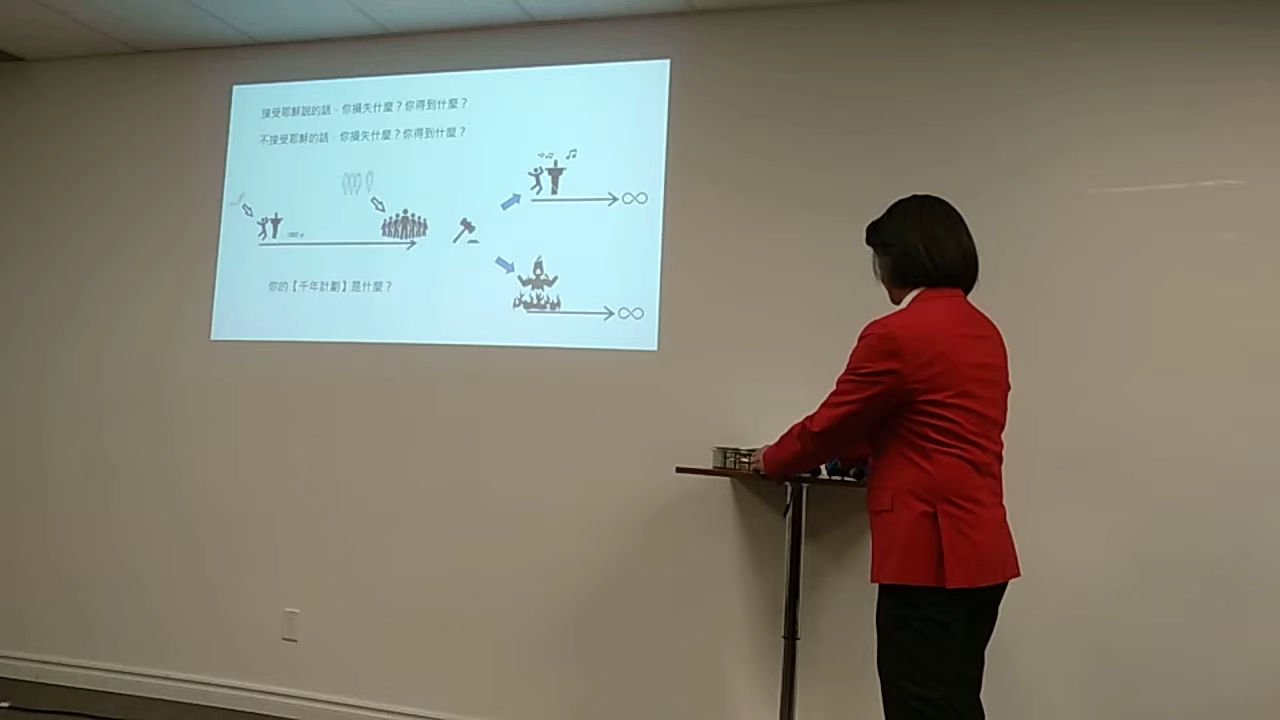 接受耶穌說的話，你損失什麼？你得到什麼？
不接受耶穌的話，你損失什麼？你得到什麼？
你的【千年計劃】是什麼？